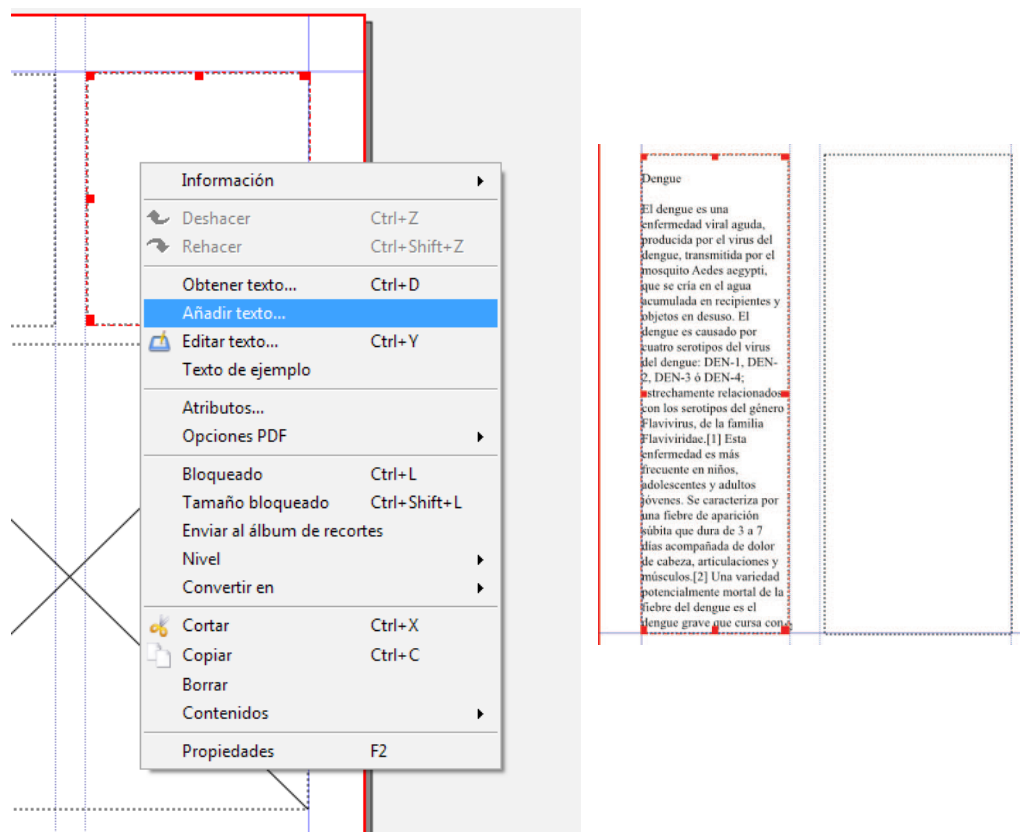 Información
Deshacer Ctrl+Z
Rehacer Ctrl+Shift+Z
Obtener texto... Ctrl+D
Añadir texto...
Editar texto... Ctrl+Y
Texto de ejemplo
Atributos...
Opciones PDF
Bloqueado Ctrl+L
Tamaño bloqueado Ctrl+Shift+L
Enviar al álbum de recortes
Nivel
Convertir en
Cortar Ctrl+X
Copiar Ctrl+C
Borrar
Contenidos
Propiedades F2
Dengue
El dengue es una
enfermedad viral aguda,
producida por el virus del
dengue, transmitida por el
mosquito Aedes aegypti,
que se cría en el agua
acumulada en recipientes y
objetos en desuso. El
dengue es causado por
cuatro serotipos del virus
del dengue: DEN-1, DEN-
2, DEN-3 ó DEN-4;
estrechamente relacionados
con los serotipos del género
Flavivirus, de la familia
Flaviviridae.[1] Esta
enfermedad es más
frecuente en niños,
adolescentes y adultos
jóvenes. Se caracteriza por
una fiebre de aparición
súbita que dura de 3 a 7
días acompañada de dolor
de cabeza, articulaciones y
músculos.[2] Una variedad
potencialmente mortal de la
fiebre del dengue es el
dengue grave que cursa con